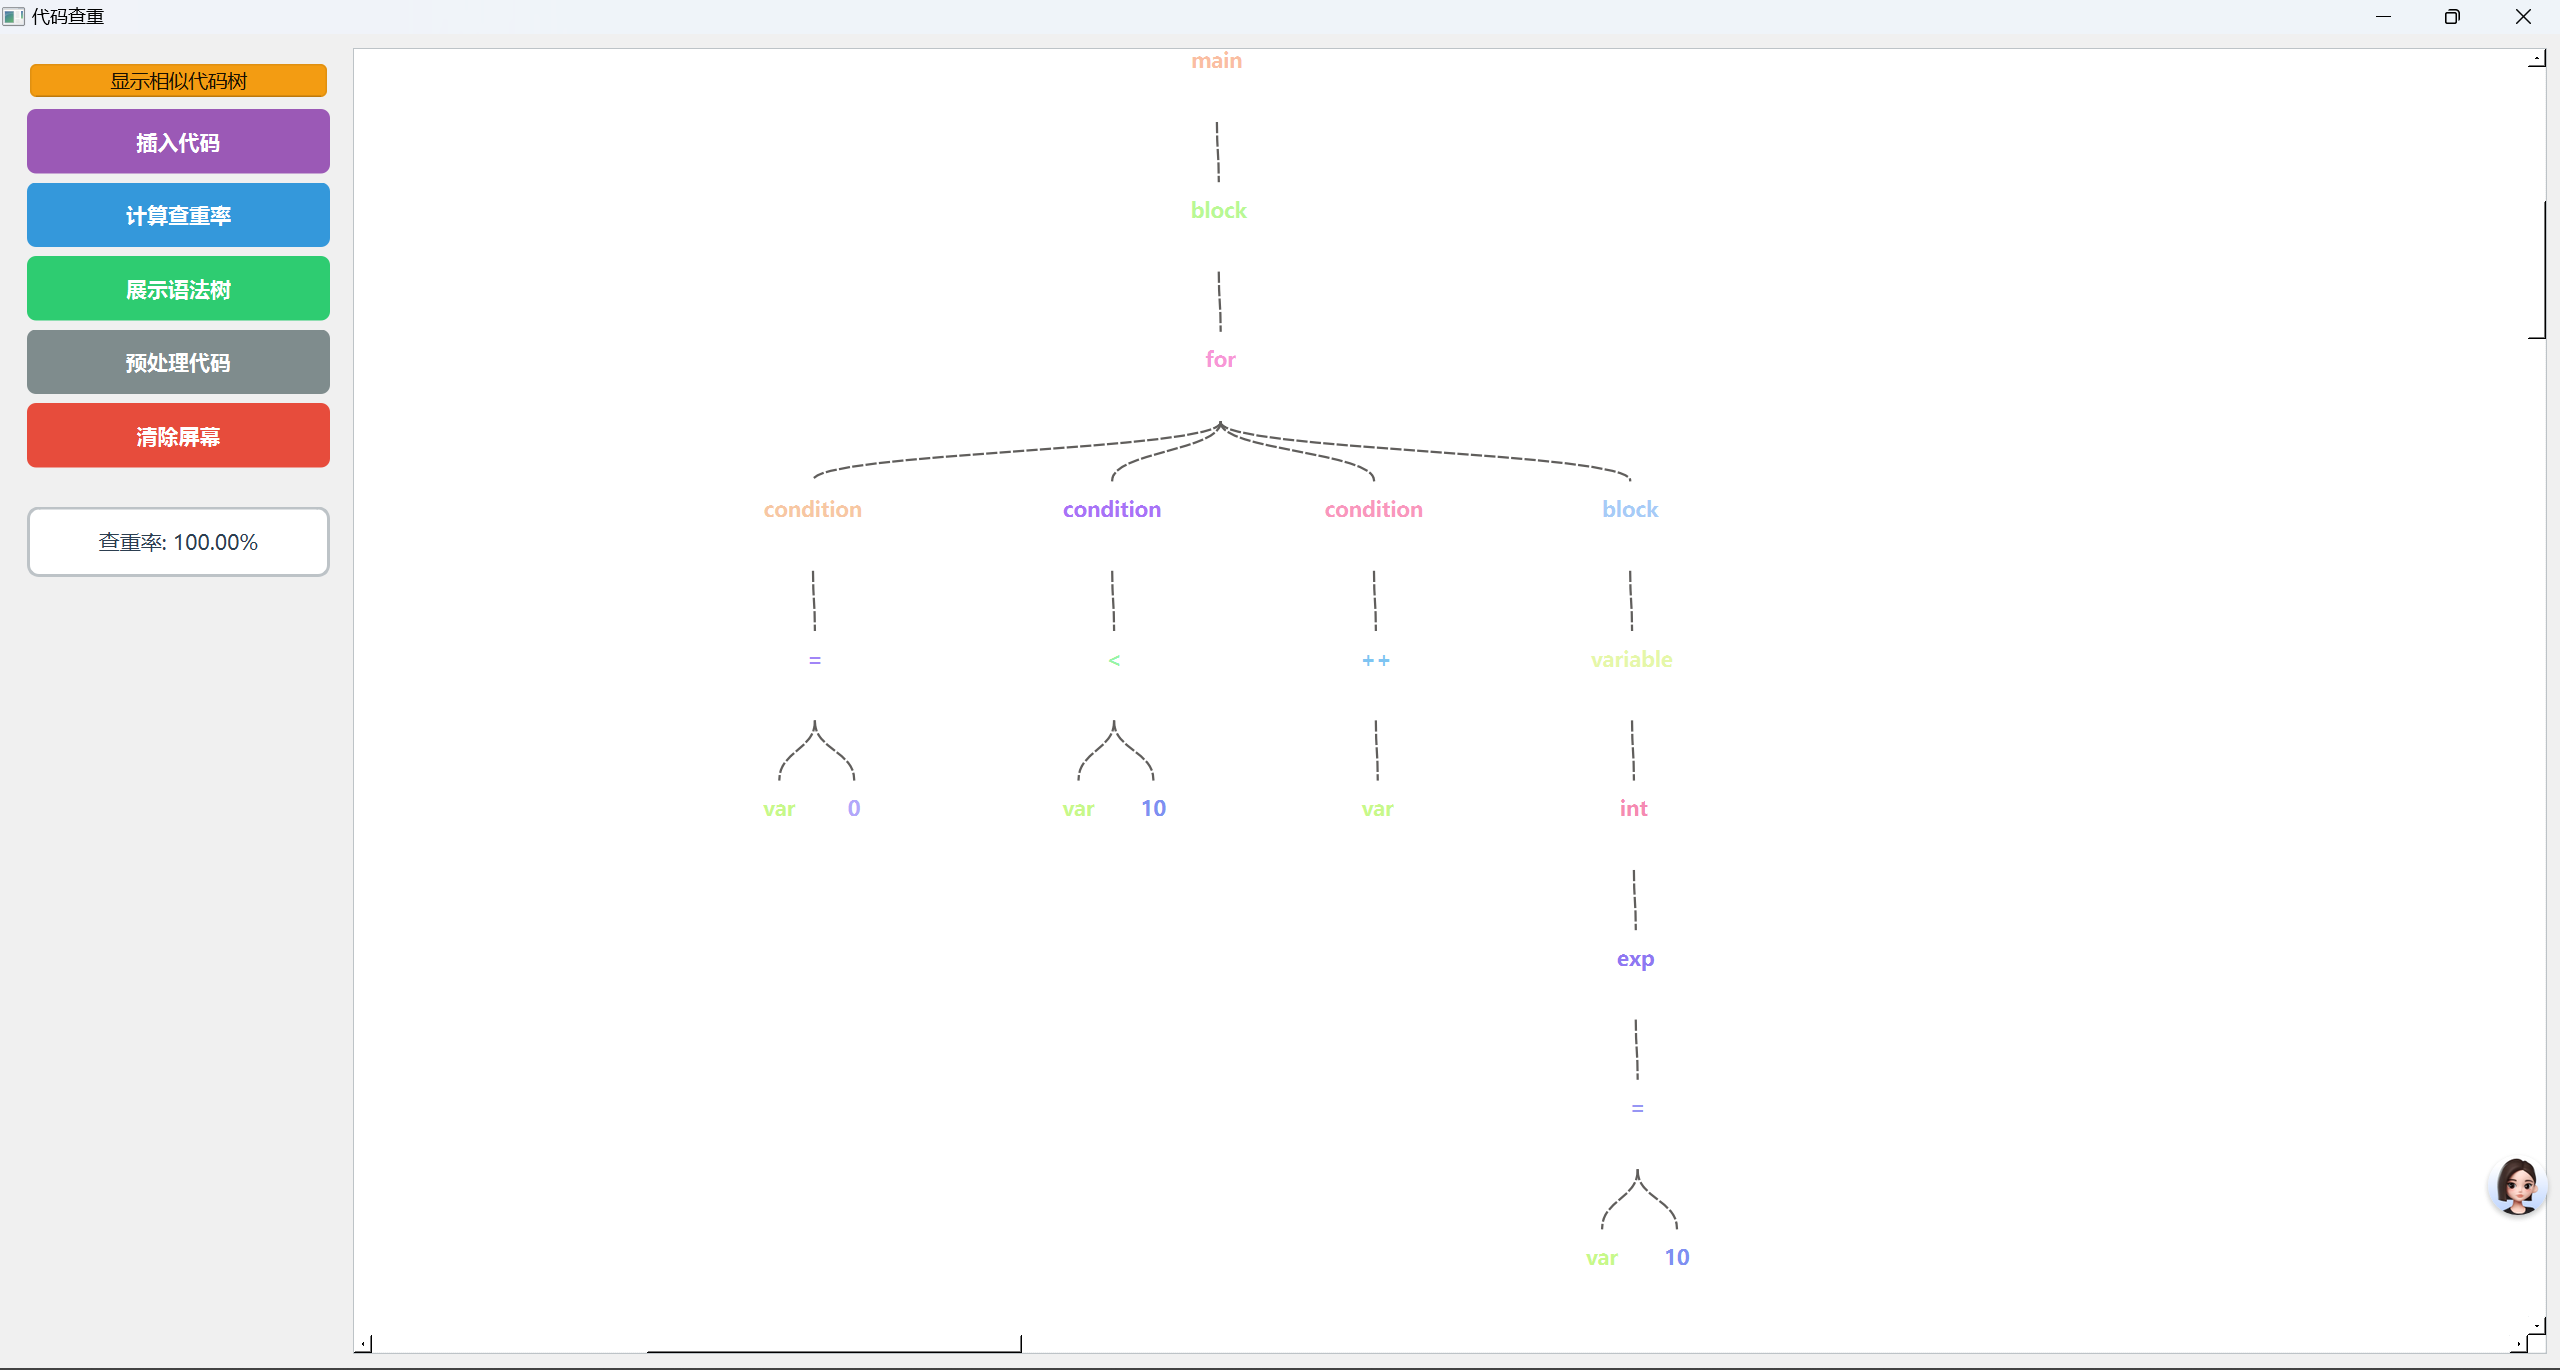 代码查重
显示相似代码树
插入代码
计算查重率
展示语法树
预处理代码
清除屏幕
查重率: 100.00%
main
block
for
condition condition condition block
= < ++ variable
var 0 var 10 var int
exp
=
var 10